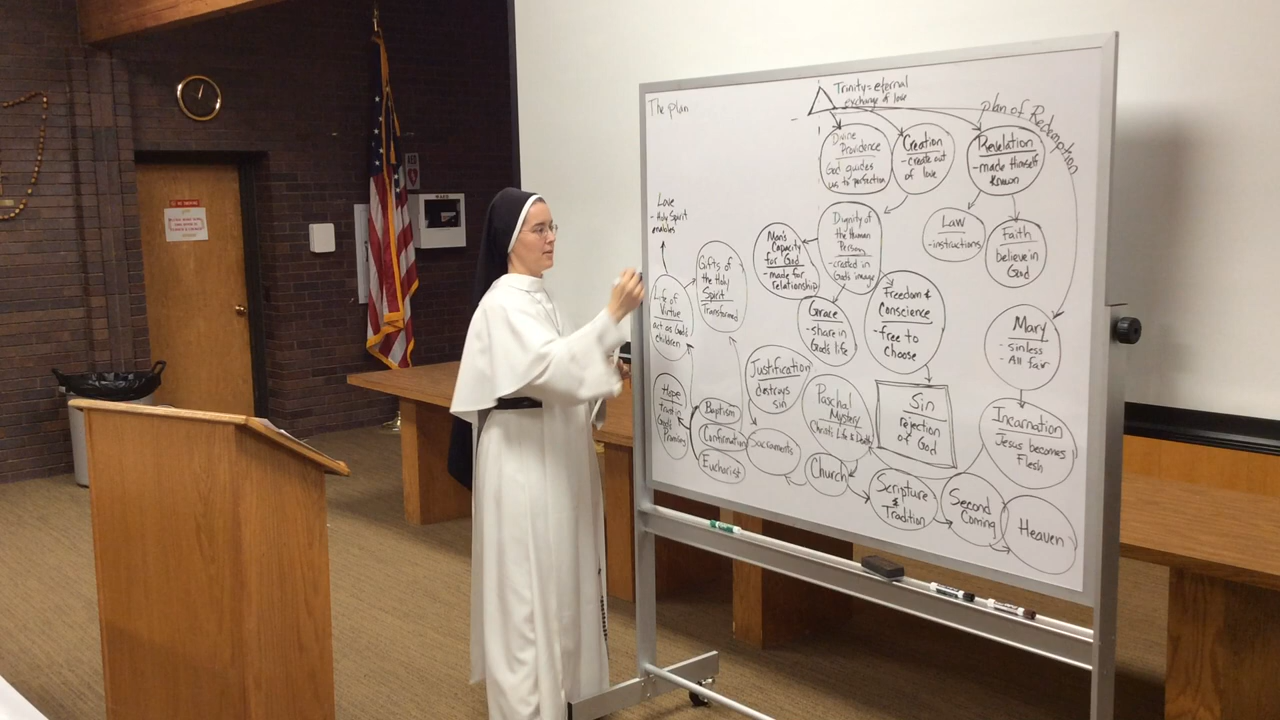 The plan
Trinity = eternal
exchange of love
plan of Redemption
Divine
Providence
God guides
us to perfection
Creation
- create out
of love
Revelation
- made Himself
Known
Law
- instructions
Faith
believe in
God
Dignity of
the Human
Person
- created in
God's image
Man's
Capacity
for God
- made for
relationship
Love
- Holy Spirit
enables
Gifts of
the Holy
Spirit
Transformed
Life of
Virtue
act as God's
children
Grace
- share in
God's life
Freedom &
Conscience
- free to
choose
Mary
- sinless
- All fair
Justification
destroys
sin
Paschal
Mystery
Christ's Life & Death
Sin
rejection
of God
Incarnation
Jesus becomes
Flesh
Hope
Trust in
God's
Baptism
Confirmation
Eucharist
Sacraments
Church
Scripture
&
Tradition
Second
Coming
Heaven
AED